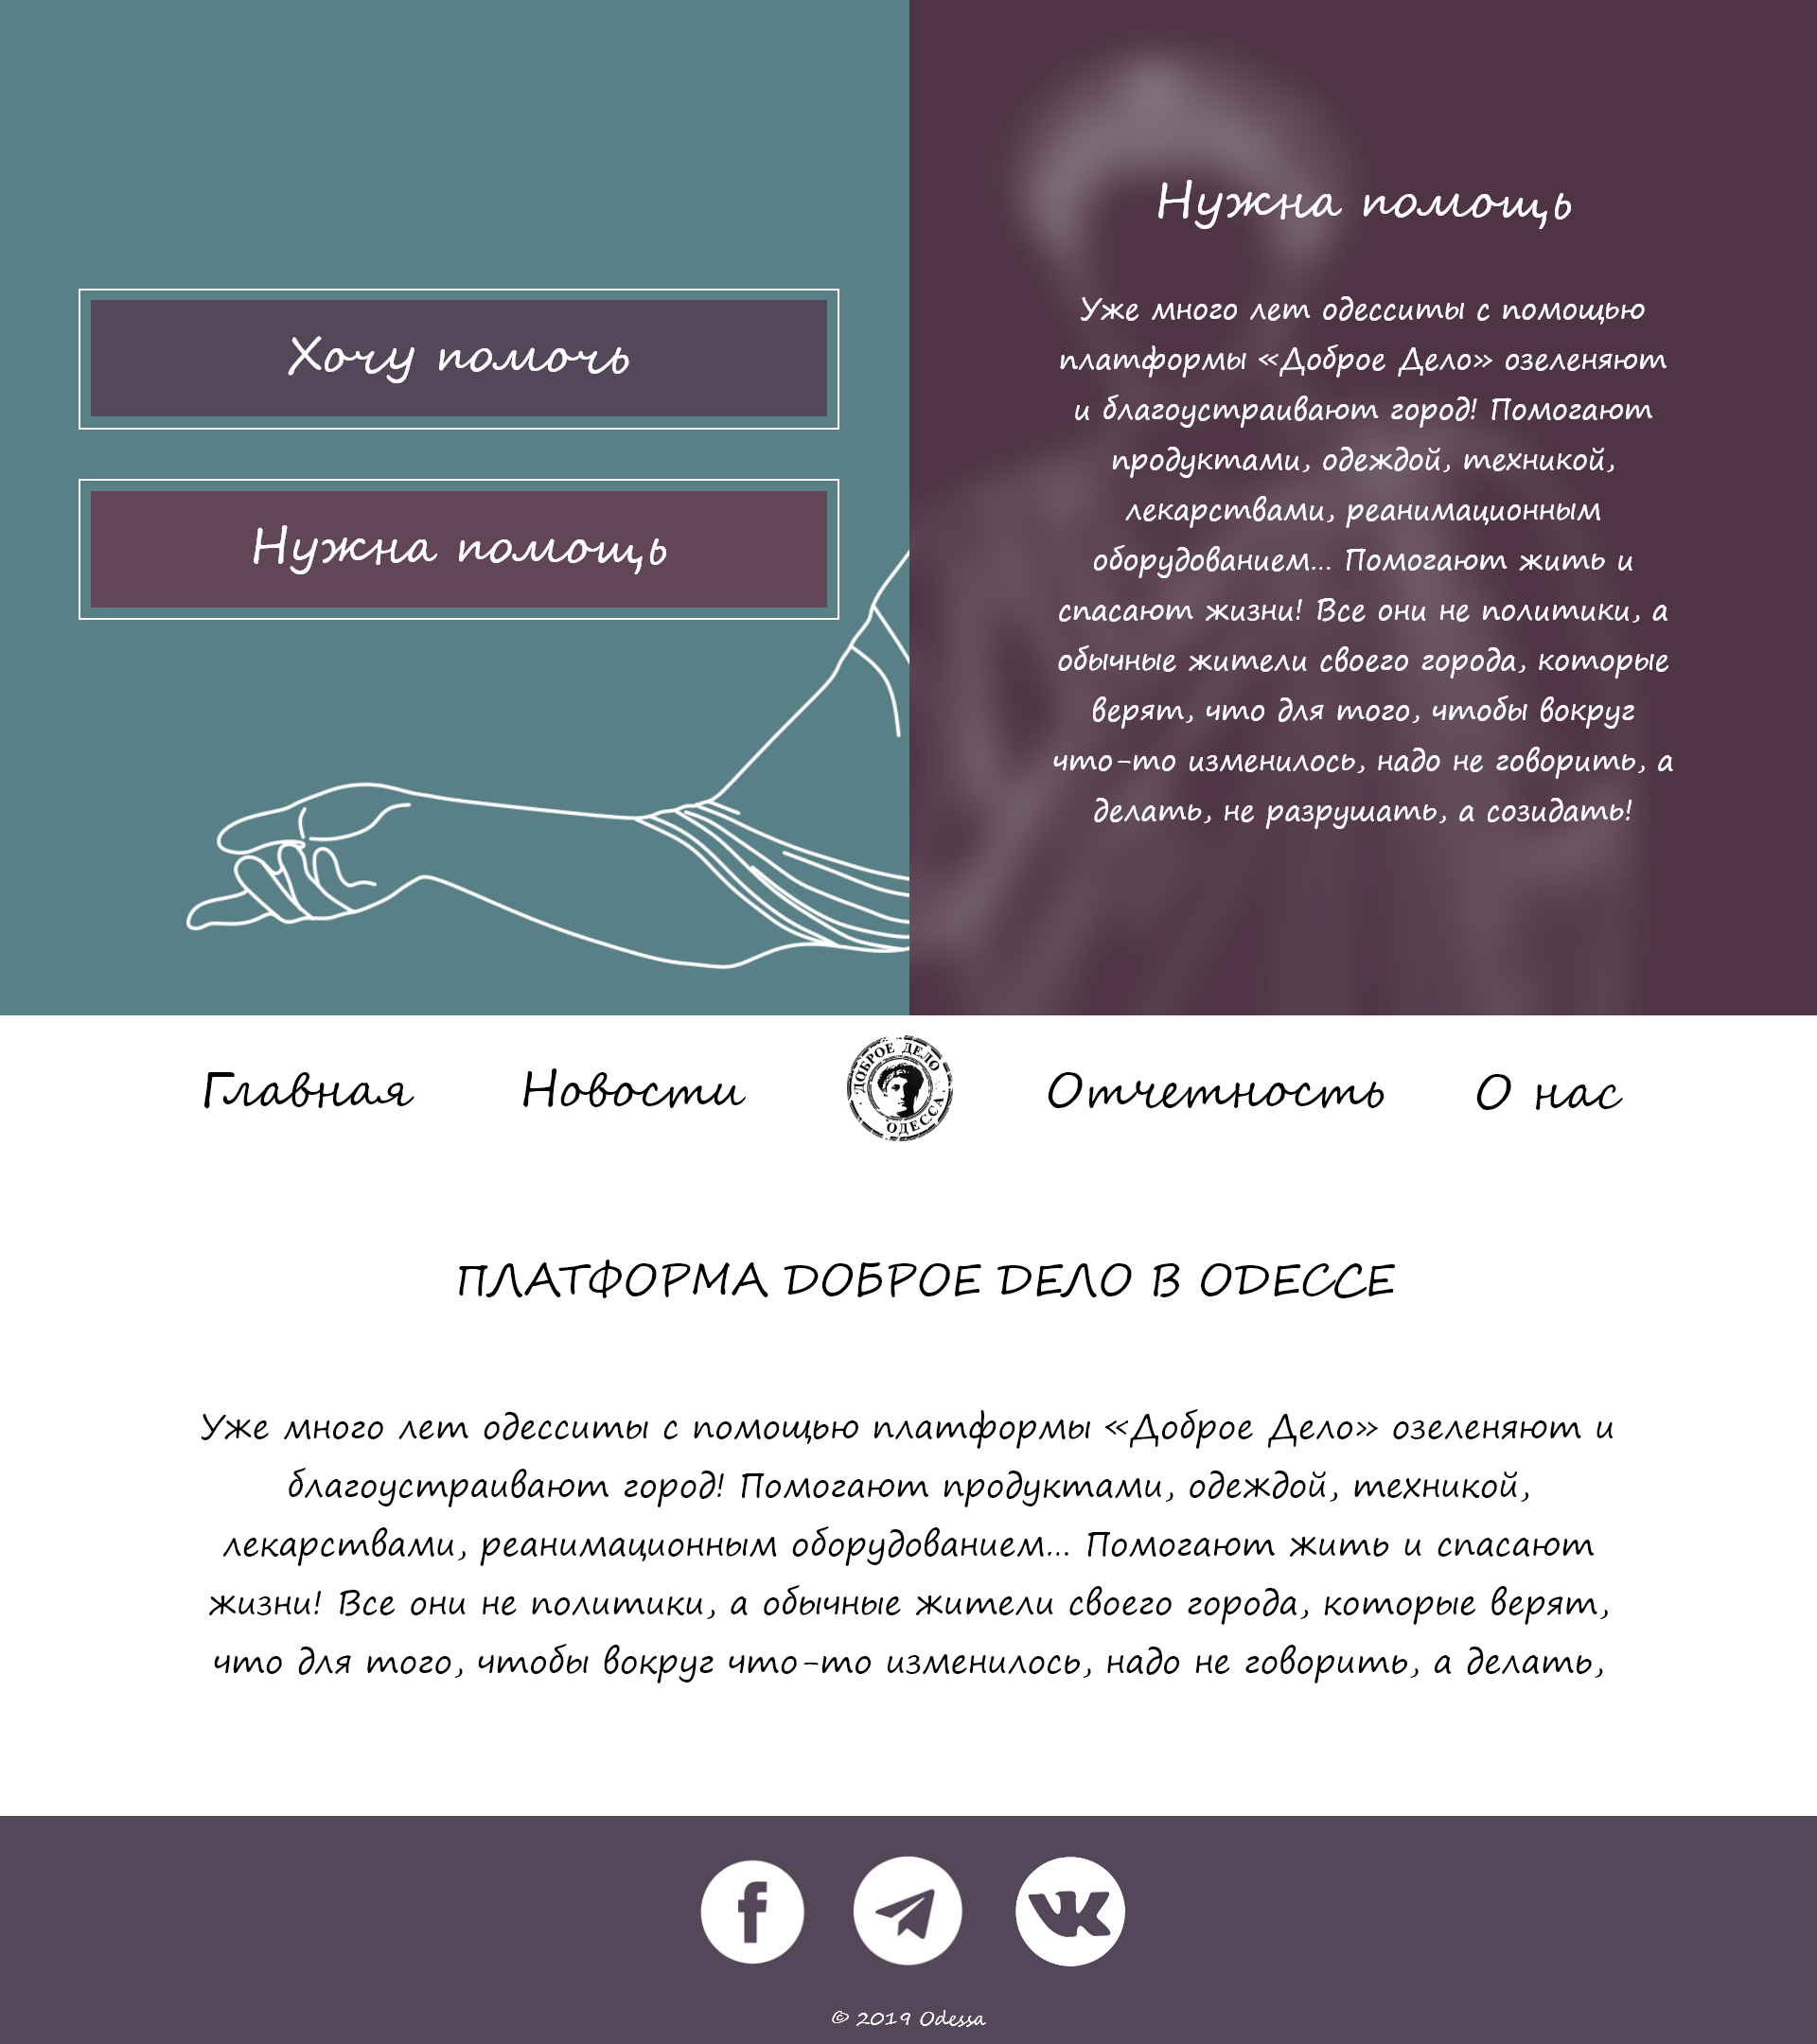 Хочу помочь
Нужна помощь
Нужна помощь
Уже много лет одесситы с помощью
платформы «Доброе Дело» озеленяют
и благоустраивают город! Помогают
продуктами, одеждой, техникой,
лекарствами, реанимационным
оборудованием... Помогают жить и
спасают жизни! Все они не политики, а
обычные жители своего города, которые
верят, что для того, чтобы вокруг
что-то изменилось, надо не говорить, а
делать, не разрушать, а созидать!
Главная
Новости
ДОБРОЕ ДЕЛО
ОДЕССА
Отчетность
О нас
ПЛАТФОРМА ДОБРОЕ ДЕЛО В ОДЕССЕ
Уже много лет одесситы с помощью платформы «Доброе Дело» озеленяют и
благоустраивают город! Помогают продуктами, одеждой, техникой,
лекарствами, реанимационным оборудованием... Помогают жить и спасают
жизни! Все они не политики, а обычные жители своего города, которые верят,
что для того, чтобы вокруг что-то изменилось, надо не говорить, а делать,
© 2019 Odessa